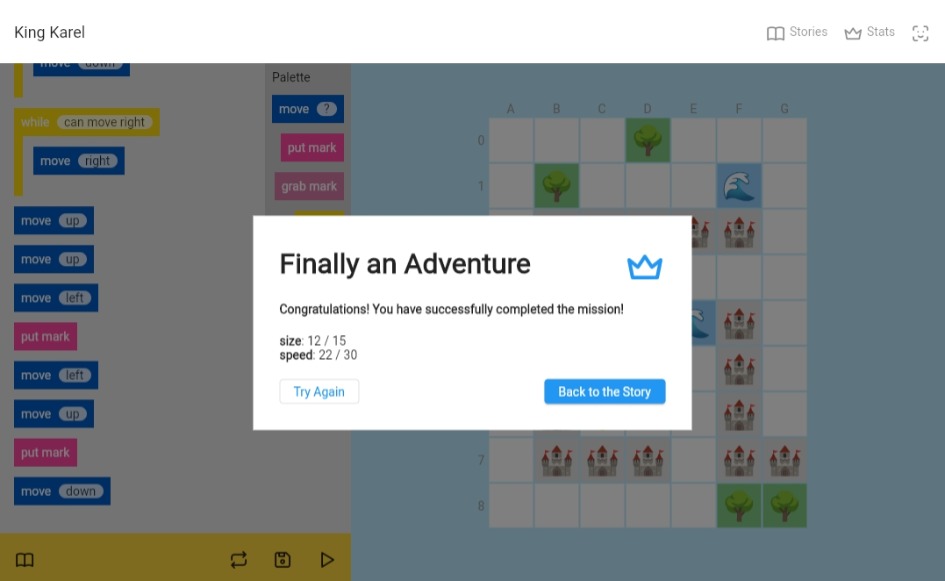 King Karel
Stories
Stats
move down
while can move right
move right
move up
move up
move left
put mark
move left
move up
put mark
move down
Palette
move ?
put mark
grab mark
A B C D E F G
0
1
7
8
Finally an Adventure
Congratulations! You have successfully completed the mission!
size: 12 / 15
speed: 22 / 30
Try Again
Back to the Story